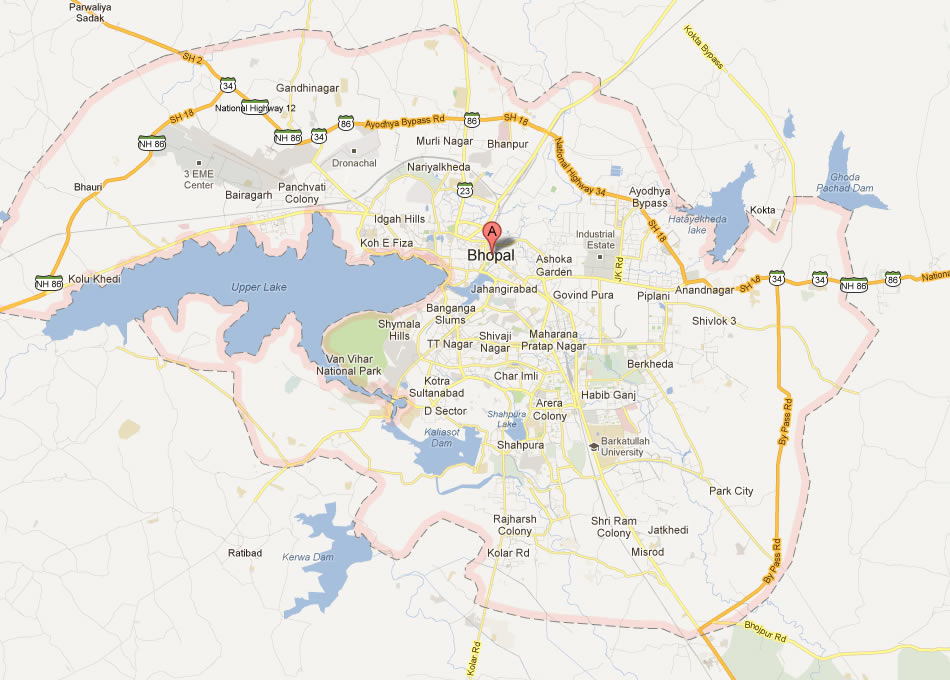 Parwaliya
Sadak
Kokta Bypass
SH 2
34
Gandhinagar
National Highway 12
SH 18
86
Ayodhya Bypass Rd
86
SH 18
NH 86
NH 86
34
Murli Nagar
Bhanpur
National Highway 34
Dronachal
3 EME
Center
Nariyalkheda
Ghoda
Pachad Dam
Bhauri
Bairagarh
Panchvati
Colony
23
Ayodhya
Bypass
Idgah Hills
Hatayekheda
lake
Kokta
Koh E Fiza
A
Industrial
Estate
SH 18
Bhopal
Ashoka
Garden
JK Rd
NH 86
Kolu Khedi
Upper Lake
Jahangirabad
Govind Pura
Piplani
Anandnagar
SH 18
34
34
NH 86
86
National
Banganga
Slums
Shymala
Hills
Shivlok 3
TT Nagar
Shivaji
Nagar
Maharana
Pratap Nagar
Van Vihar
National Park
Berkheda
Kotra
Sultanabad
Char Imli
Habib Ganj
D Sector
Arera
Colony
Shahpura
Lake
By Pass Rd
Kaliasot
Dam
Shahpura
Barkatullah
University
Park City
Rajharsh
Colony
Shri Ram
Colony
Jatkhedi
Ratibad
Kerwa Dam
Kolar Rd
Misrod
By Pass Rd
Bhojpur Rd
Kolar Rd